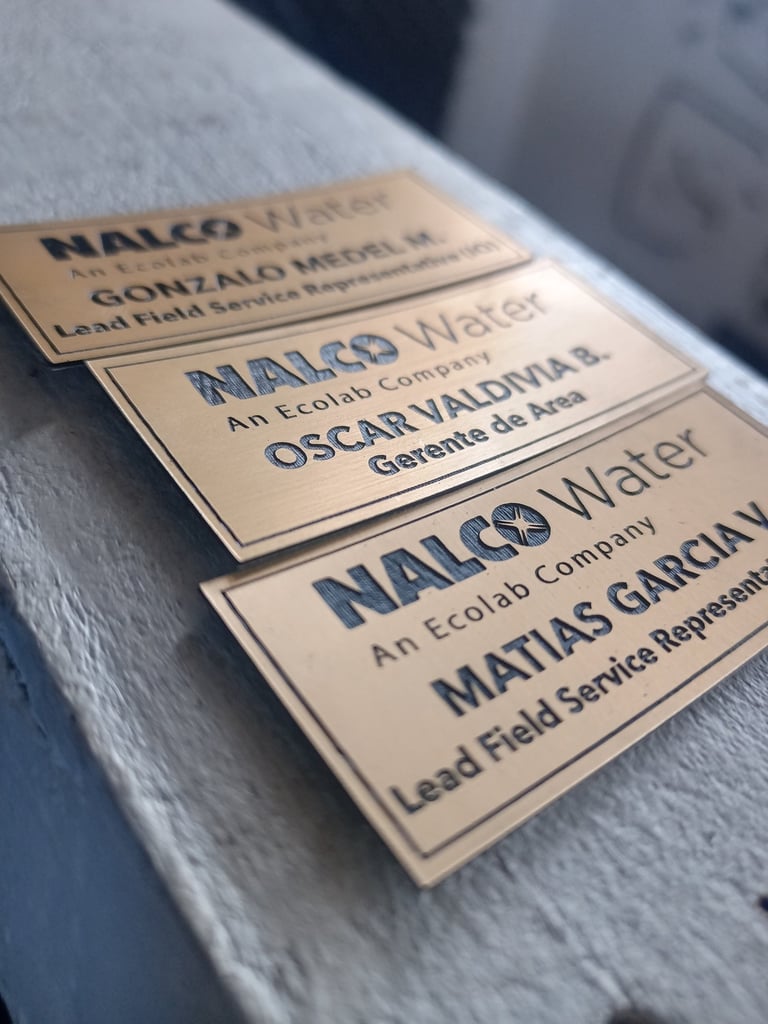 NALCO Water
An Ecolab Company
GONZALO MEDEL M.
Lead Field Service Representative
NALCO Water
An Ecolab Company
OSCAR VALDIVIA B.
Gerente de Area
NALCO Water
An Ecolab Company
MATIAS GARCIA V
Lead Field Service Representa